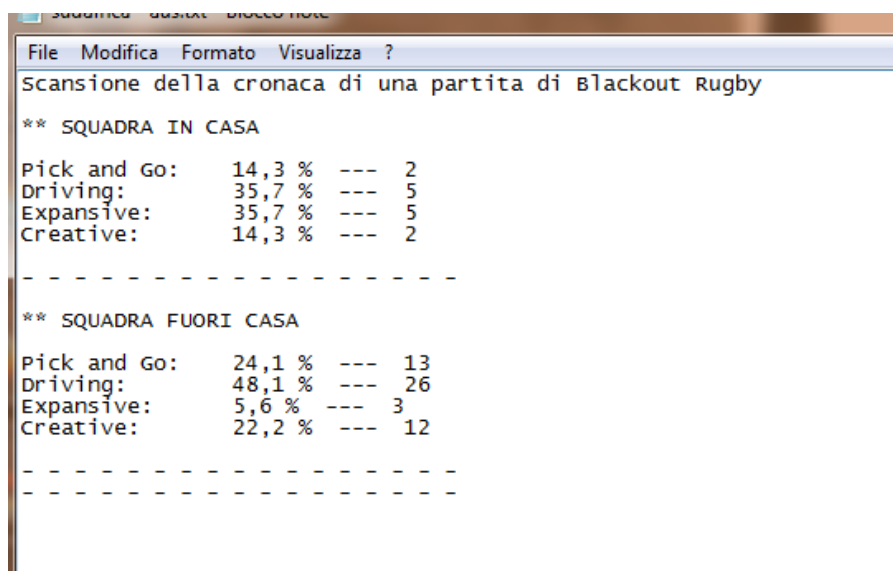 File Modifica Formato Visualizza ?
Scansione della cronaca di una partita di Blackout Rugby
** SQUADRA IN CASA
Pick and Go: 14,3 % --- 2
Driving: 35,7 % --- 5
Expansive: 35,7 % --- 5
Creative: 14,3 % --- 2
- - - - - - - - - - - - - - - - -
** SQUADRA FUORI CASA
Pick and Go: 24,1 % --- 13
Driving: 48,1 % --- 26
Expansive: 5,6 % --- 3
Creative: 22,2 % --- 12
- - - - - - - - - - - - - - - - -
- - - - - - - - - - - - - - - - -